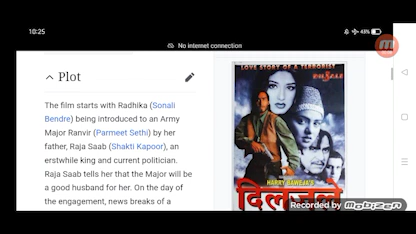 10:25
43%
No internet connection
Plot
The film starts with Radhika (Sonali
Bendre) being introduced to an Army
Major Ranvir (Parmeet Sethi) by her
father, Raja Saab (Shakti Kapoor), an
erstwhile king and current politician.
Raja Saab tells her that the Major will be
a good husband for her. On the day of
the engagement, news breaks of a
LOVE STORY OF A TERRORIST
HARRY BAWEJA'S
दिलजले
Recorded by mobizen